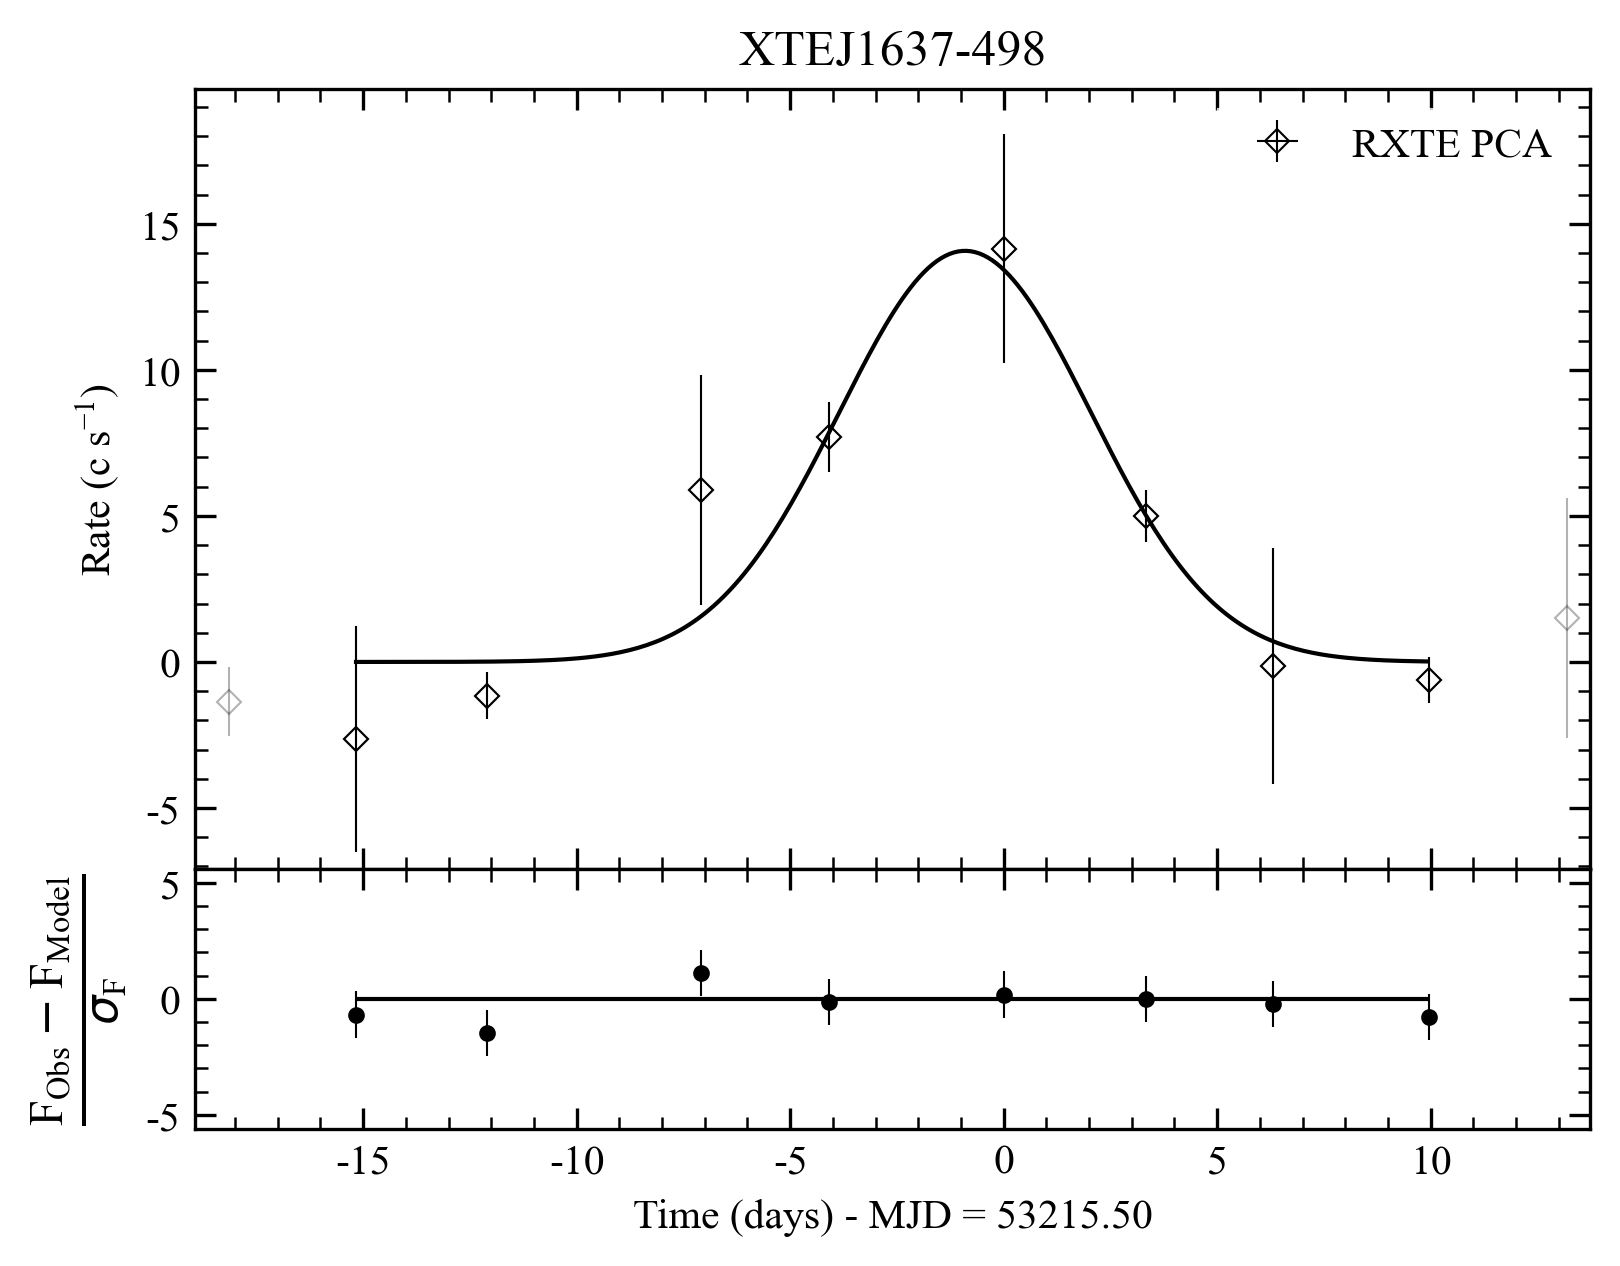 XTEJ1637-498
RXTE PCA
15
10
5
0
-5
Rate (c s⁻¹)
5
0
-5
F_Obs − F_Model
σ_F
-15 -10 -5 0 5 10
Time (days) - MJD = 53215.50